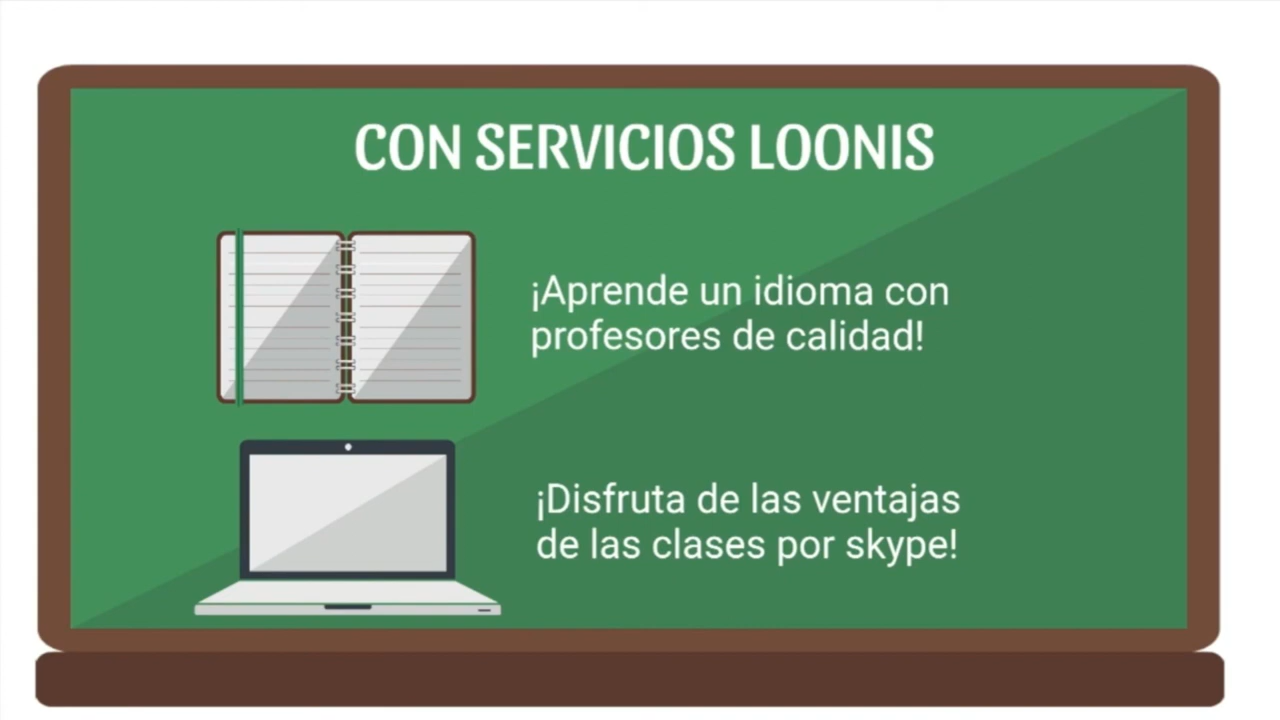 CON SERVICIOS LOONIS
¡Aprende un idioma con
profesores de calidad!
¡Disfruta de las ventajas
de las clases por skype!